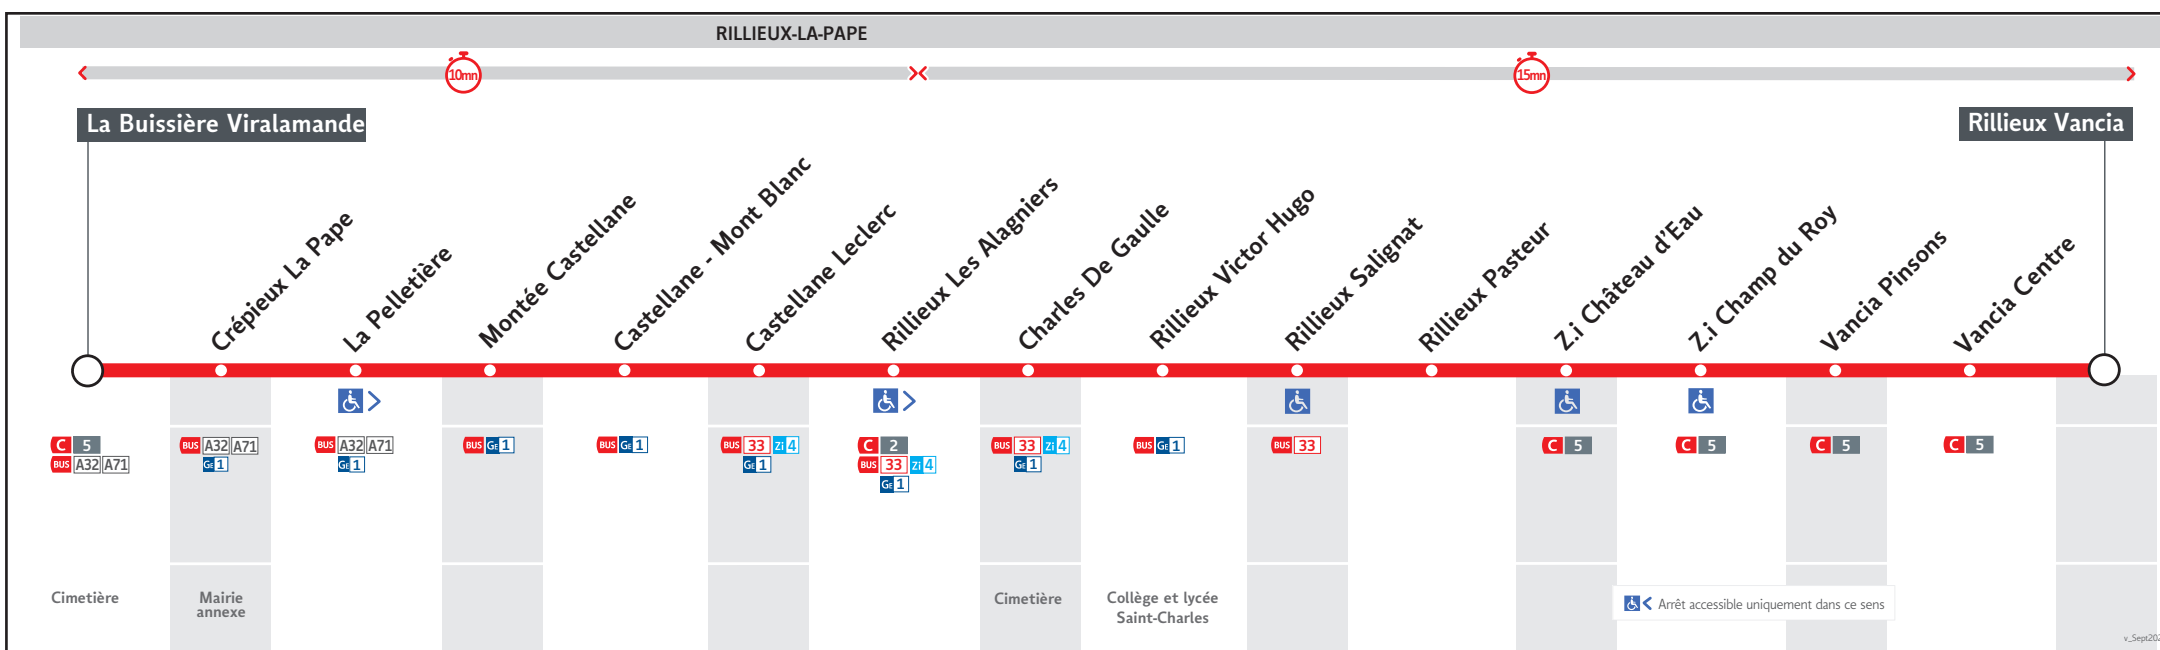 RILLIEUX-LA-PAPE
10mn
15mn
La Buissière Viralamande
Rillieux Vancia
Crépieux La Pape
La Pelletière
Montée Castellane
Castellane - Mont Blanc
Castellane Leclerc
Rillieux Les Alagniers
Charles De Gaulle
Rillieux Victor Hugo
Rillieux Salignat
Rillieux Pasteur
Z.i Château d'Eau
Z.i Champ du Roy
Vancia Pinsons
Vancia Centre
C 5
BUS A32 A71
BUS A32 A71
GE 1
BUS A32 A71
GE 1
BUS GE 1
BUS GE 1
BUS 33 Zi 4
GE 1
C 2
BUS 33 Zi 4
GE 1
BUS 33 Zi 4
GE 1
BUS GE 1
BUS 33
C 5
C 5
C 5
C 5
Cimetière
Mairie
annexe
Cimetière
Collège et lycée
Saint-Charles
Arrêt accessible uniquement dans ce sens